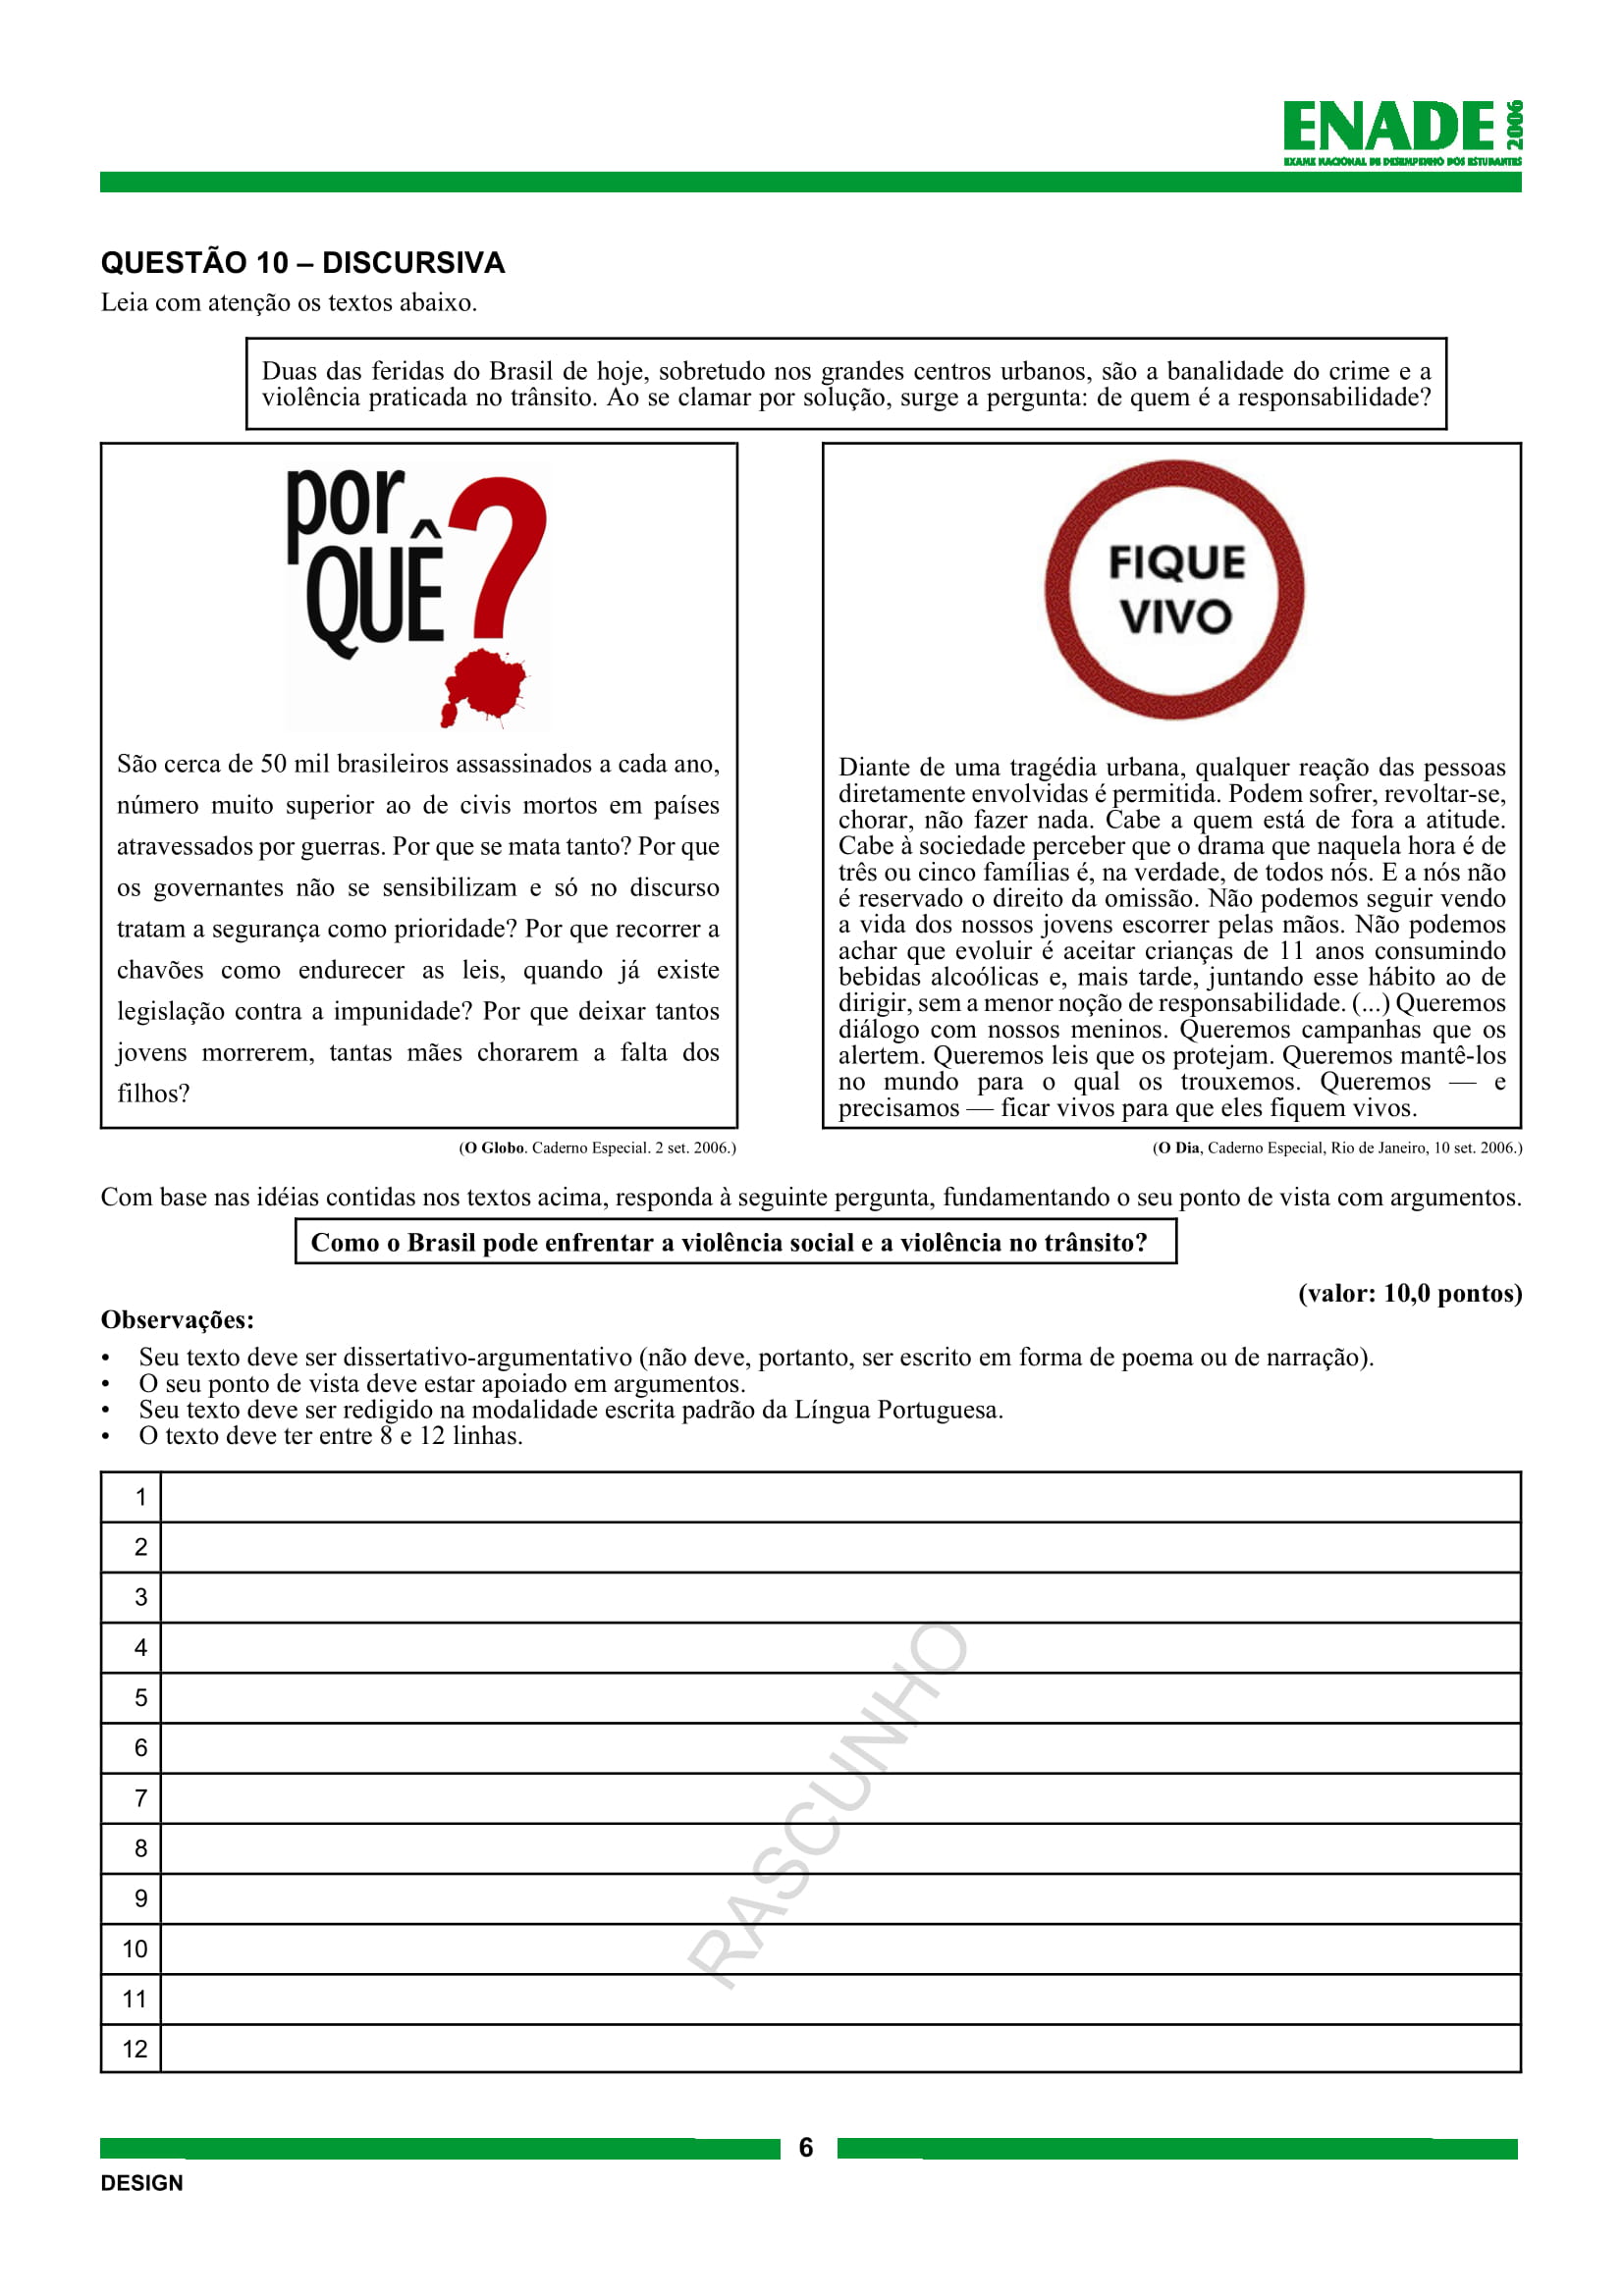 ENADE 2006
EXAME NACIONAL DE DESEMPENHO DOS ESTUDANTES
QUESTÃO 10 – DISCURSIVA
Leia com atenção os textos abaixo.
Duas das feridas do Brasil de hoje, sobretudo nos grandes centros urbanos, são a banalidade do crime e a
violência praticada no trânsito. Ao se clamar por solução, surge a pergunta: de quem é a responsabilidade?
por
QUÊ?
São cerca de 50 mil brasileiros assassinados a cada ano,
número muito superior ao de civis mortos em países
atravessados por guerras. Por que se mata tanto? Por que
os governantes não se sensibilizam e só no discurso
tratam a segurança como prioridade? Por que recorrer a
chavões como endurecer as leis, quando já existe
legislação contra a impunidade? Por que deixar tantos
jovens morrerem, tantas mães chorarem a falta dos
filhos?
(O Globo. Caderno Especial. 2 set. 2006.)
FIQUE
VIVO
Diante de uma tragédia urbana, qualquer reação das pessoas
diretamente envolvidas é permitida. Podem sofrer, revoltar-se,
chorar, não fazer nada. Cabe a quem está de fora a atitude.
Cabe à sociedade perceber que o drama que naquela hora é de
três ou cinco famílias é, na verdade, de todos nós. E a nós não
é reservado o direito da omissão. Não podemos seguir vendo
a vida dos nossos jovens escorrer pelas mãos. Não podemos
achar que evoluir é aceitar crianças de 11 anos consumindo
bebidas alcoólicas e, mais tarde, juntando esse hábito ao de
dirigir, sem a menor noção de responsabilidade. (...) Queremos
diálogo com nossos meninos. Queremos campanhas que os
alertem. Queremos leis que os protejam. Queremos mantê-los
no mundo para o qual os trouxemos. Queremos — e
precisamos — ficar vivos para que eles fiquem vivos.
(O Dia, Caderno Especial, Rio de Janeiro, 10 set. 2006.)
Com base nas idéias contidas nos textos acima, responda à seguinte pergunta, fundamentando o seu ponto de vista com argumentos.
Como o Brasil pode enfrentar a violência social e a violência no trânsito?
(valor: 10,0 pontos)
Observações:
• Seu texto deve ser dissertativo-argumentativo (não deve, portanto, ser escrito em forma de poema ou de narração).
• O seu ponto de vista deve estar apoiado em argumentos.
• Seu texto deve ser redigido na modalidade escrita padrão da Língua Portuguesa.
• O texto deve ter entre 8 e 12 linhas.
1
2
3
4
5
6
7
8
9
10
11
12
RASCUNHO
6
DESIGN